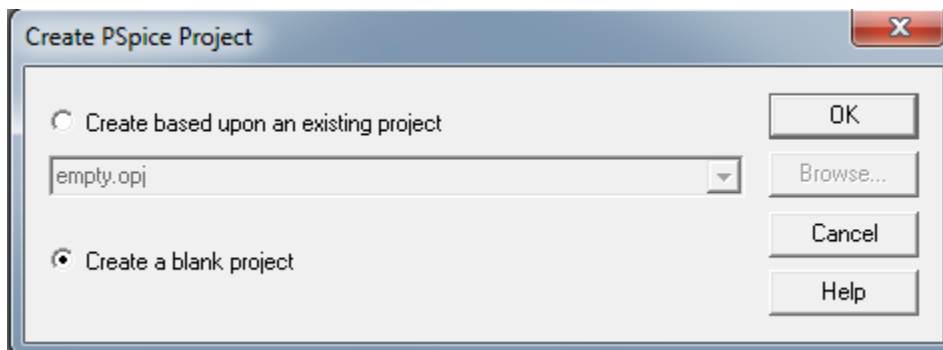 Create PSpice Project
Create based upon an existing project
OK
empty.opj
Browse...
Cancel
Create a blank project
Help